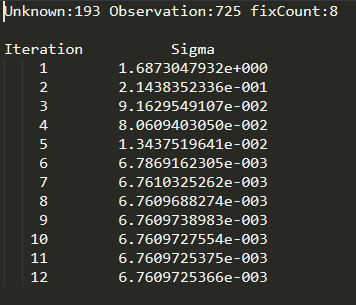 Unknown:193 Observation:725 fixCount:8
Iteration Sigma
1 1.6873047932e+000
2 2.1438352336e-001
3 9.1629549107e-002
4 8.0609403050e-002
5 1.3437519641e-002
6 6.7869162305e-003
7 6.7610325262e-003
8 6.7609688274e-003
9 6.7609738983e-003
10 6.7609727554e-003
11 6.7609725375e-003
12 6.7609725366e-003